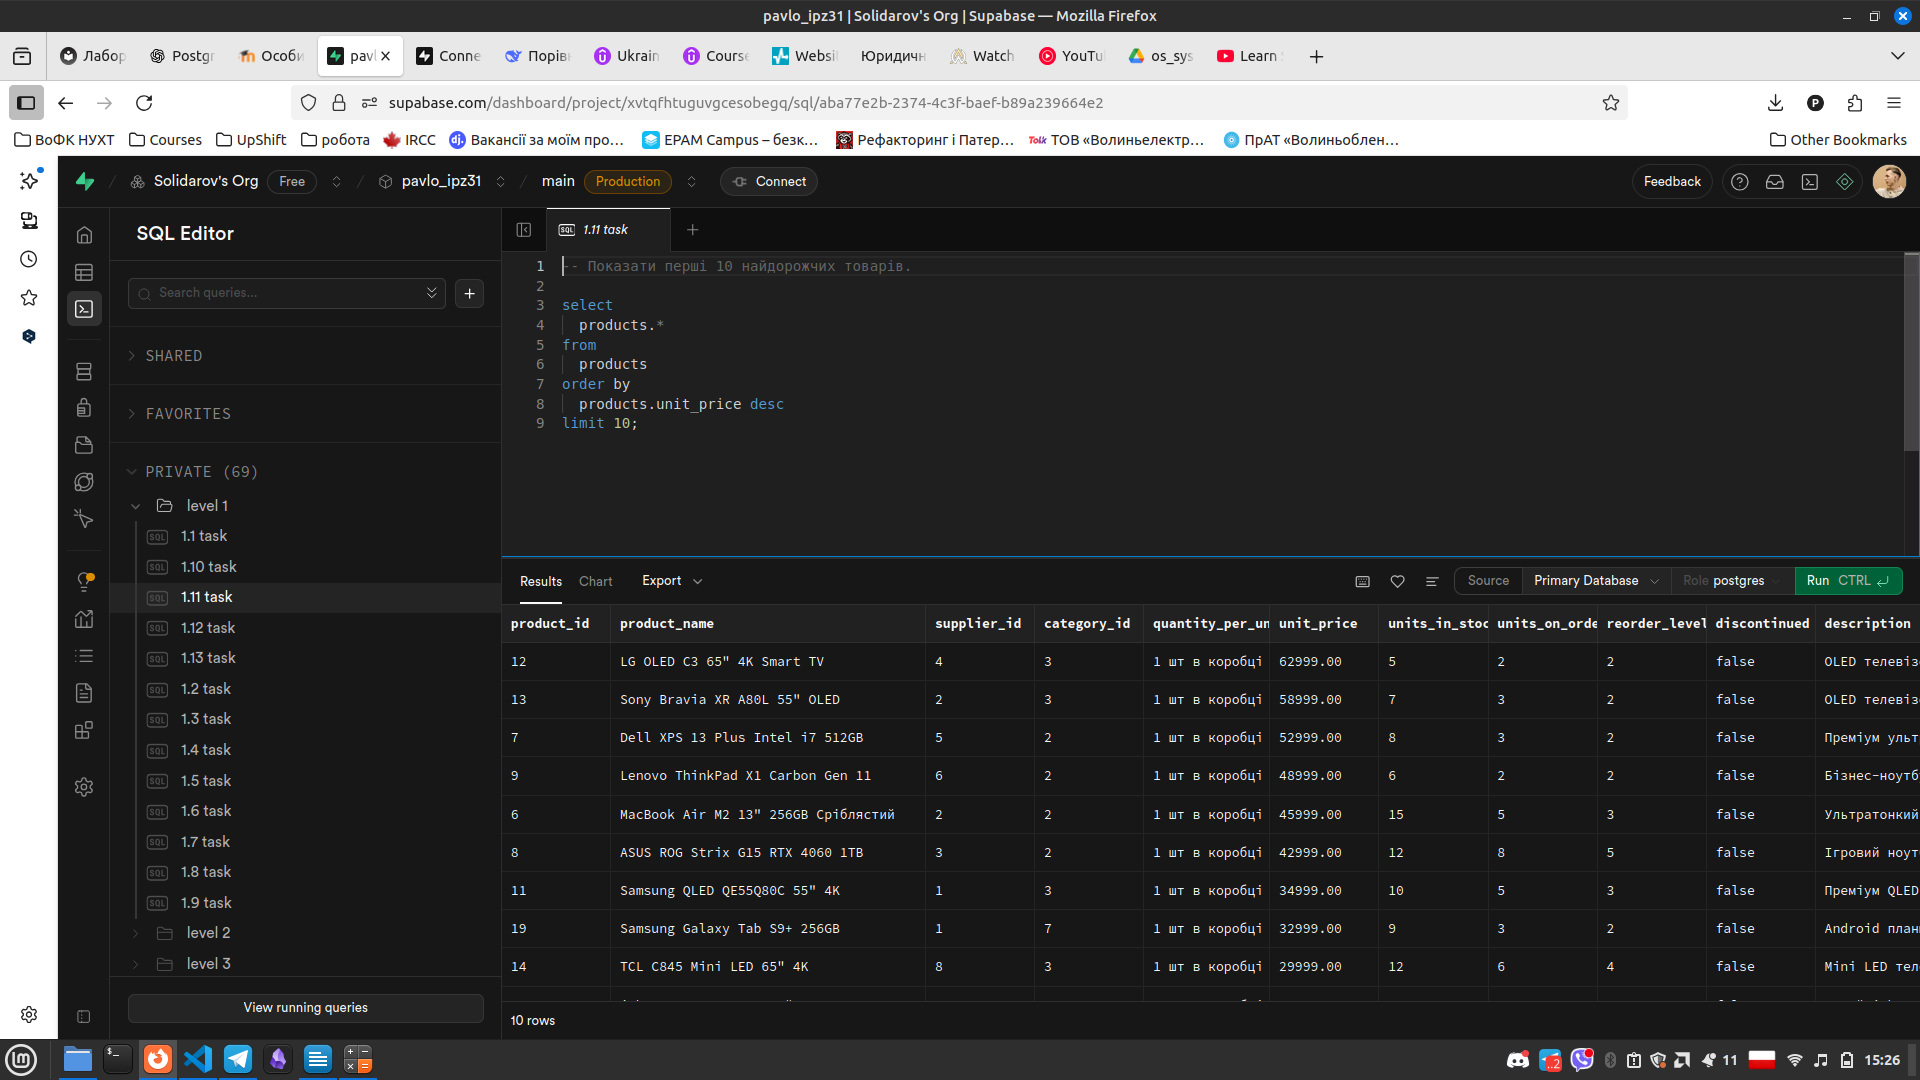 pavlo_ipz31 | Solidarov's Org | Supabase — Mozilla Firefox
Лабор Postgr Особи pavl Conne Порів Ukrain Course Websi Юридичн Watch YouTu os_sys Learn
supabase.com/dashboard/project/xvtqfhtuguvgcesobegq/sql/aba77e2b-2374-4c3f-baef-b89a239664e2
ВоФК НУХТ Courses UpShift робота IRCC Вакансії за моїм про… EPAM Campus – безк… Рефакторинг і Патер… ТОВ «Волиньелектр… ПрАТ «Волиньоблен… Other Bookmarks
Solidarov's Org Free pavlo_ipz31 main Production Connect Feedback
SQL Editor
SQL 1.11 task
Search queries...
SHARED
FAVORITES
PRIVATE (69)
level 1
SQL 1.1 task
SQL 1.10 task
SQL 1.11 task
SQL 1.12 task
SQL 1.13 task
SQL 1.2 task
SQL 1.3 task
SQL 1.4 task
SQL 1.5 task
SQL 1.6 task
SQL 1.7 task
SQL 1.8 task
SQL 1.9 task
level 2
level 3
View running queries
1 -- Показати перші 10 найдорожчих товарів.
2
3 select
4 products.*
5 from
6 products
7 order by
8 products.unit_price desc
9 limit 10;
Results Chart Export Source Primary Database Role postgres Run CTRL
product_id product_name supplier_id category_id quantity_per_un unit_price units_in_stoc units_on_orde reorder_level discontinued description
12 LG OLED C3 65" 4K Smart TV 4 3 1 шт в коробці 62999.00 5 2 2 false OLED телевіз
13 Sony Bravia XR A80L 55" OLED 2 3 1 шт в коробці 58999.00 7 3 2 false OLED телевіз
7 Dell XPS 13 Plus Intel i7 512GB 5 2 1 шт в коробці 52999.00 8 3 2 false Преміум ульт
9 Lenovo ThinkPad X1 Carbon Gen 11 6 2 1 шт в коробці 48999.00 6 2 2 false Бізнес-ноутб
6 MacBook Air M2 13" 256GB Сріблястий 2 2 1 шт в коробці 45999.00 15 5 3 false Ультратонкий
8 ASUS ROG Strix G15 RTX 4060 1TB 3 2 1 шт в коробці 42999.00 12 8 5 false Ігровий ноут
11 Samsung QLED QE55Q80C 55" 4K 1 3 1 шт в коробці 34999.00 10 5 3 false Преміум QLED
19 Samsung Galaxy Tab S9+ 256GB 1 7 1 шт в коробці 32999.00 9 3 2 false Android план
14 TCL C845 Mini LED 65" 4K 8 3 1 шт в коробці 29999.00 12 6 4 false Mini LED тел
10 rows
11 15:26